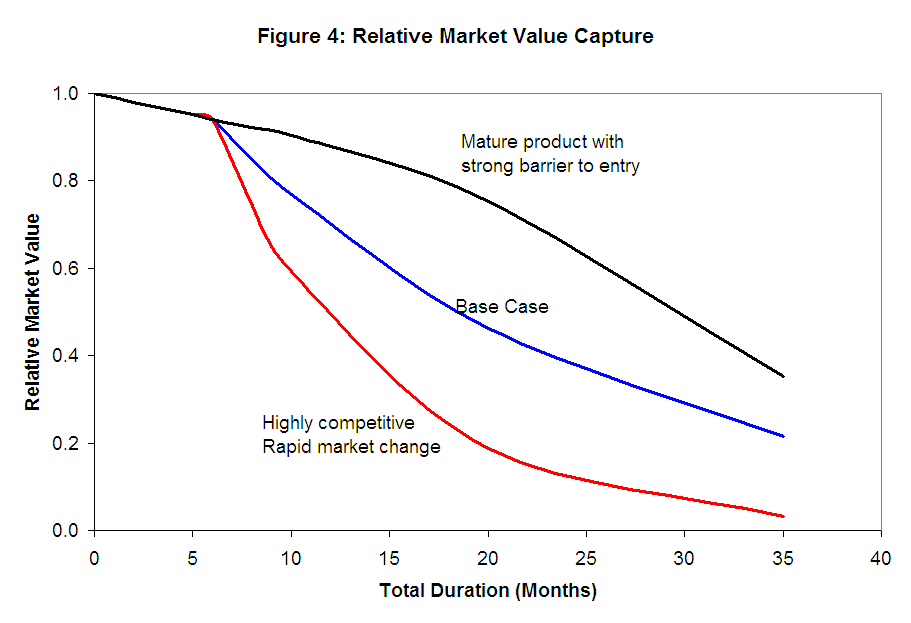 Figure 4: Relative Market Value Capture
1.0
0.8
0.6
0.4
0.2
0.0
Relative Market Value
Mature product with
strong barrier to entry
Base Case
Highly competitive
Rapid market change
0 5 10 15 20 25 30 35 40
Total Duration (Months)